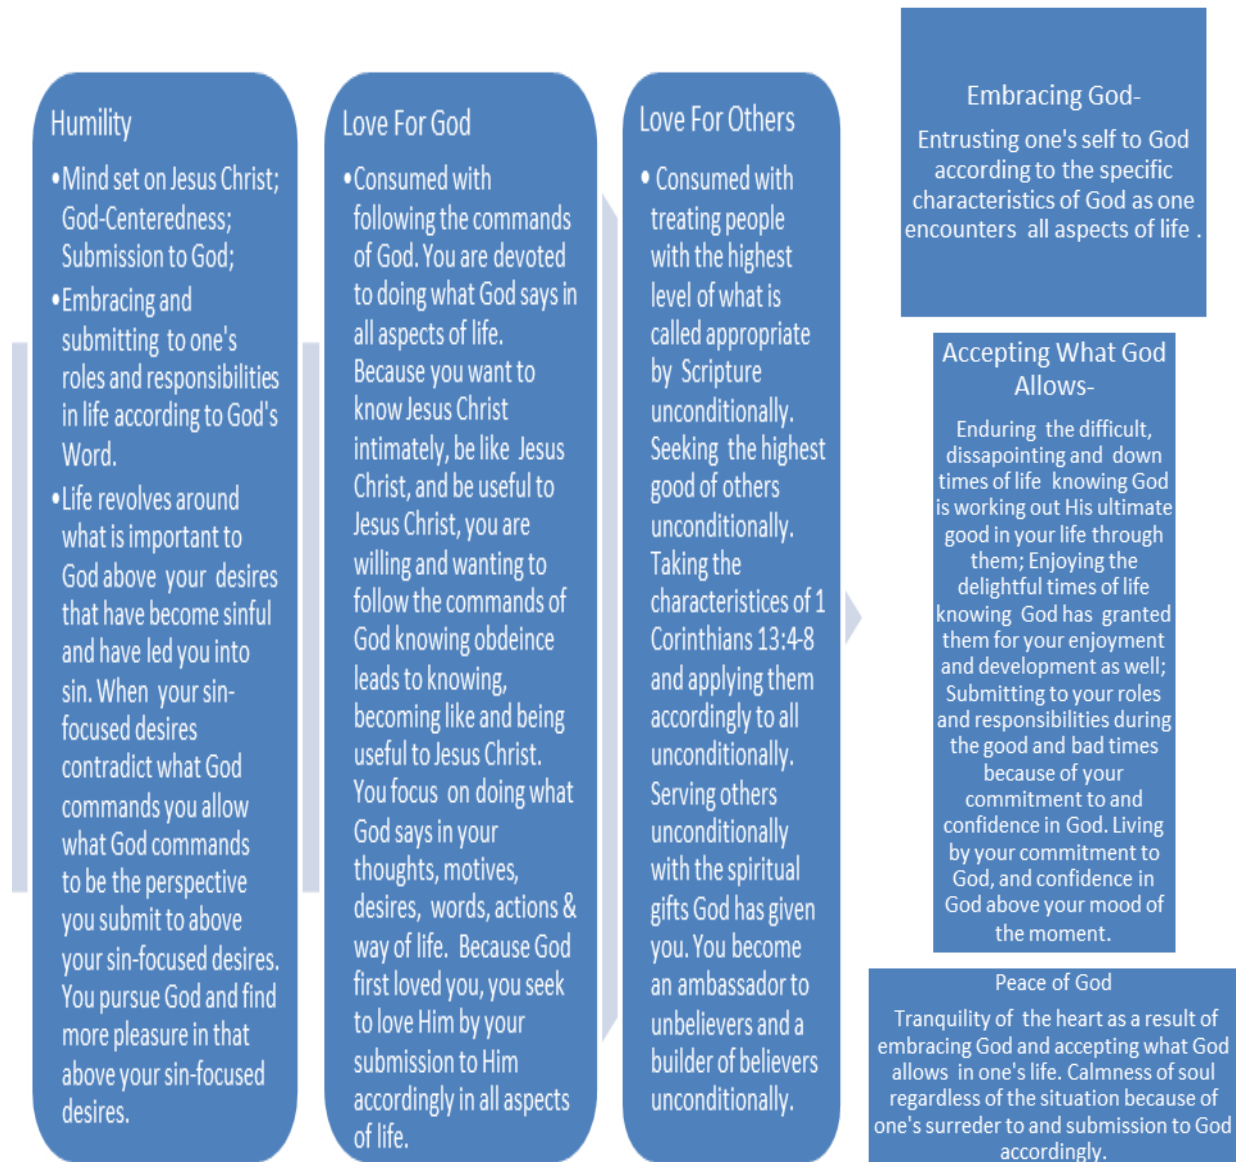 Humility
•Mind set on Jesus Christ;
God-Centeredness;
Submission to God;
•Embracing and
submitting to one's
roles and responsibilities
in life according to God's
Word.
•Life revolves around
what is important to
God above your desires
that have become sinful
and have led you into
sin. When your sin-
focused desires
contradict what God
commands you allow
what God commands
to be the perspective
you submit to above
your sin-focused desires.
You pursue God and find
more pleasure in that
above your sin-focused
desires.
Love For God
•Consumed with
following the commands
of God. You are devoted
to doing what God says in
all aspects of life.
Because you want to
know Jesus Christ
intimately, be like Jesus
Christ, and be useful to
Jesus Christ, you are
willing and wanting to
follow the commands of
God knowing obdeince
leads to knowing,
becoming like and being
useful to Jesus Christ.
You focus on doing what
God says in your
thoughts, motives,
desires, words, actions &
way of life. Because God
first loved you, you seek
to love Him by your
submission to Him
accordingly in all aspects
of life.
Love For Others
• Consumed with
treating people
with the highest
level of what is
called appropriate
by Scripture
unconditionally.
Seeking the highest
good of others
unconditionally.
Taking the
characteristices of 1
Corinthians 13:4-8
and applying them
accordingly to all
unconditionally.
Serving others
unconditionally
with the spiritual
gifts God has given
you. You become
an ambassador to
unbelievers and a
builder of believers
unconditionally.
Embracing God-
Entrusting one's self to God
according to the specific
characteristics of God as one
encounters all aspects of life .
Accepting What God
Allows-
Enduring the difficult,
dissapointing and down
times of life knowing God
is working out His ultimate
good in your life through
them; Enjoying the
delightful times of life
knowing God has granted
them for your enjoyment
and development as well;
Submitting to your roles
and responsibilities during
the good and bad times
because of your
commitment to and
confidence in God. Living
by your commitment to
God, and confidence in
God above your mood of
the moment.
Peace of God
Tranquility of the heart as a result of
embracing God and accepting what God
allows in one's life. Calmness of soul
regardless of the situation because of
one's surreder to and submission to God
accordingly.